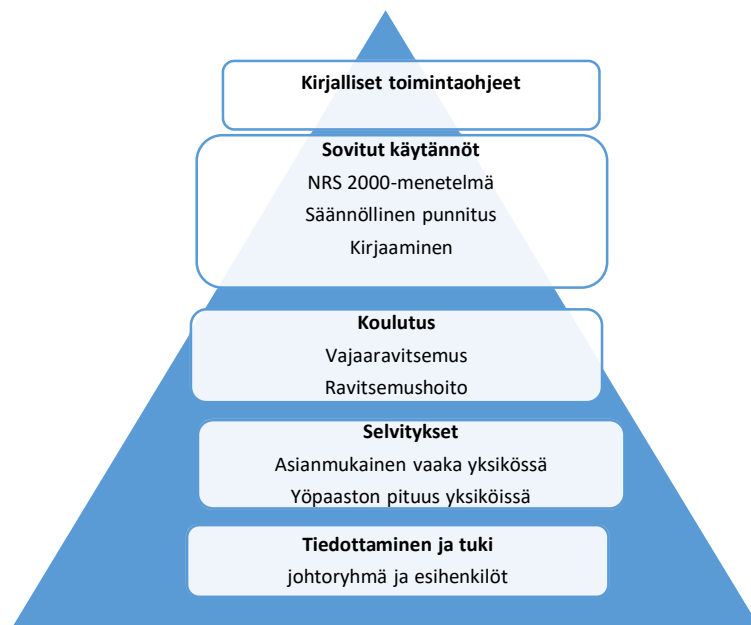 Kirjalliset toimintaohjeet
Sovitut käytännöt
NRS 2000-menetelmä
Säännöllinen punnitus
Kirjaaminen
Koulutus
Vajaaravitsemus
Ravitsemushoito
Selvitykset
Asianmukainen vaaka yksikössä
Yöpaaston pituus yksiköissä
Tiedottaminen ja tuki
johtoryhmä ja esihenkilöt